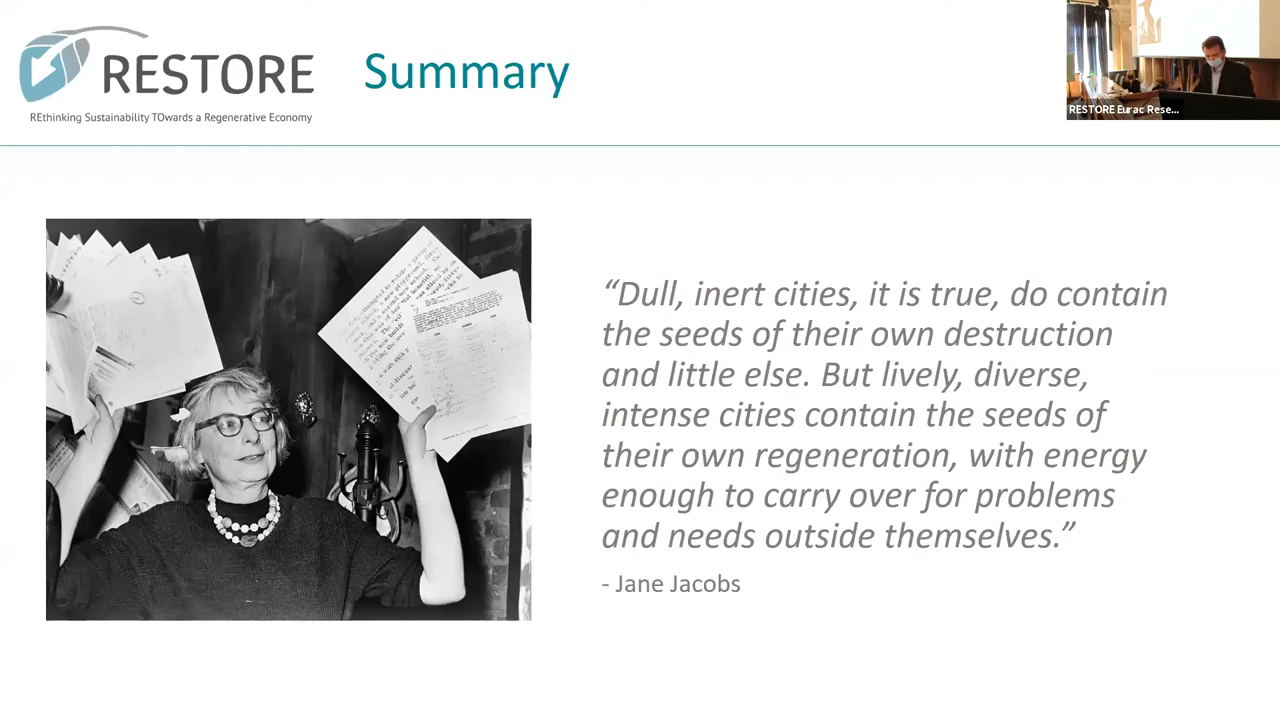 RESTORE
REthinking Sustainability TOwards a Regenerative Economy
Summary
RESTORE Eurac Rese...
“Dull, inert cities, it is true, do contain
the seeds of their own destruction
and little else. But lively, diverse,
intense cities contain the seeds of
their own regeneration, with energy
enough to carry over for problems
and needs outside themselves.”
- Jane Jacobs